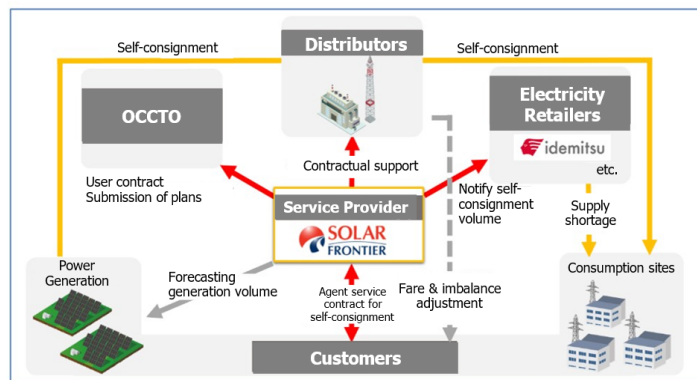 Self-consignment
Distributors
Self-consignment
OCCTO
Electricity
Retailers
idemitsu
etc.
Contractual support
User contract
Submission of plans
Service Provider
SOLAR
FRONTIER
Notify self-
consignment
volume
Supply
shortage
Power
Generation
Forecasting
generation volume
Agent service
contract for
self-consignment
Fare & imbalance
adjustment
Consumption sites
Customers